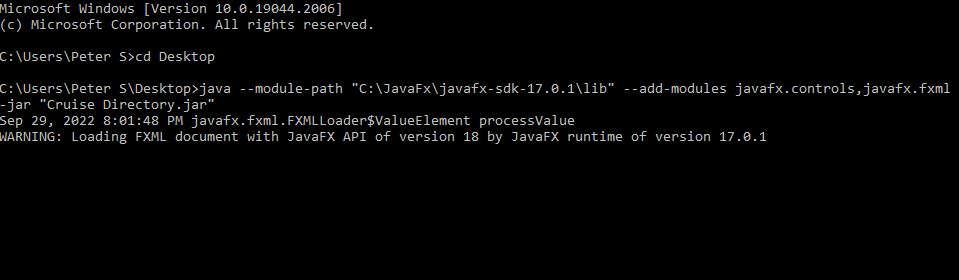 Microsoft Windows [Version 10.0.19044.2006]
(c) Microsoft Corporation. All rights reserved.
C:\Users\Peter S>cd Desktop
C:\Users\Peter S\Desktop>java --module-path "C:\JavaFx\javafx-sdk-17.0.1\lib" --add-modules javafx.controls,javafx.fxml
-jar "Cruise Directory.jar"
Sep 29, 2022 8:01:48 PM javafx.fxml.FXMLLoader$ValueElement processValue
WARNING: Loading FXML document with JavaFX API of version 18 by JavaFX runtime of version 17.0.1